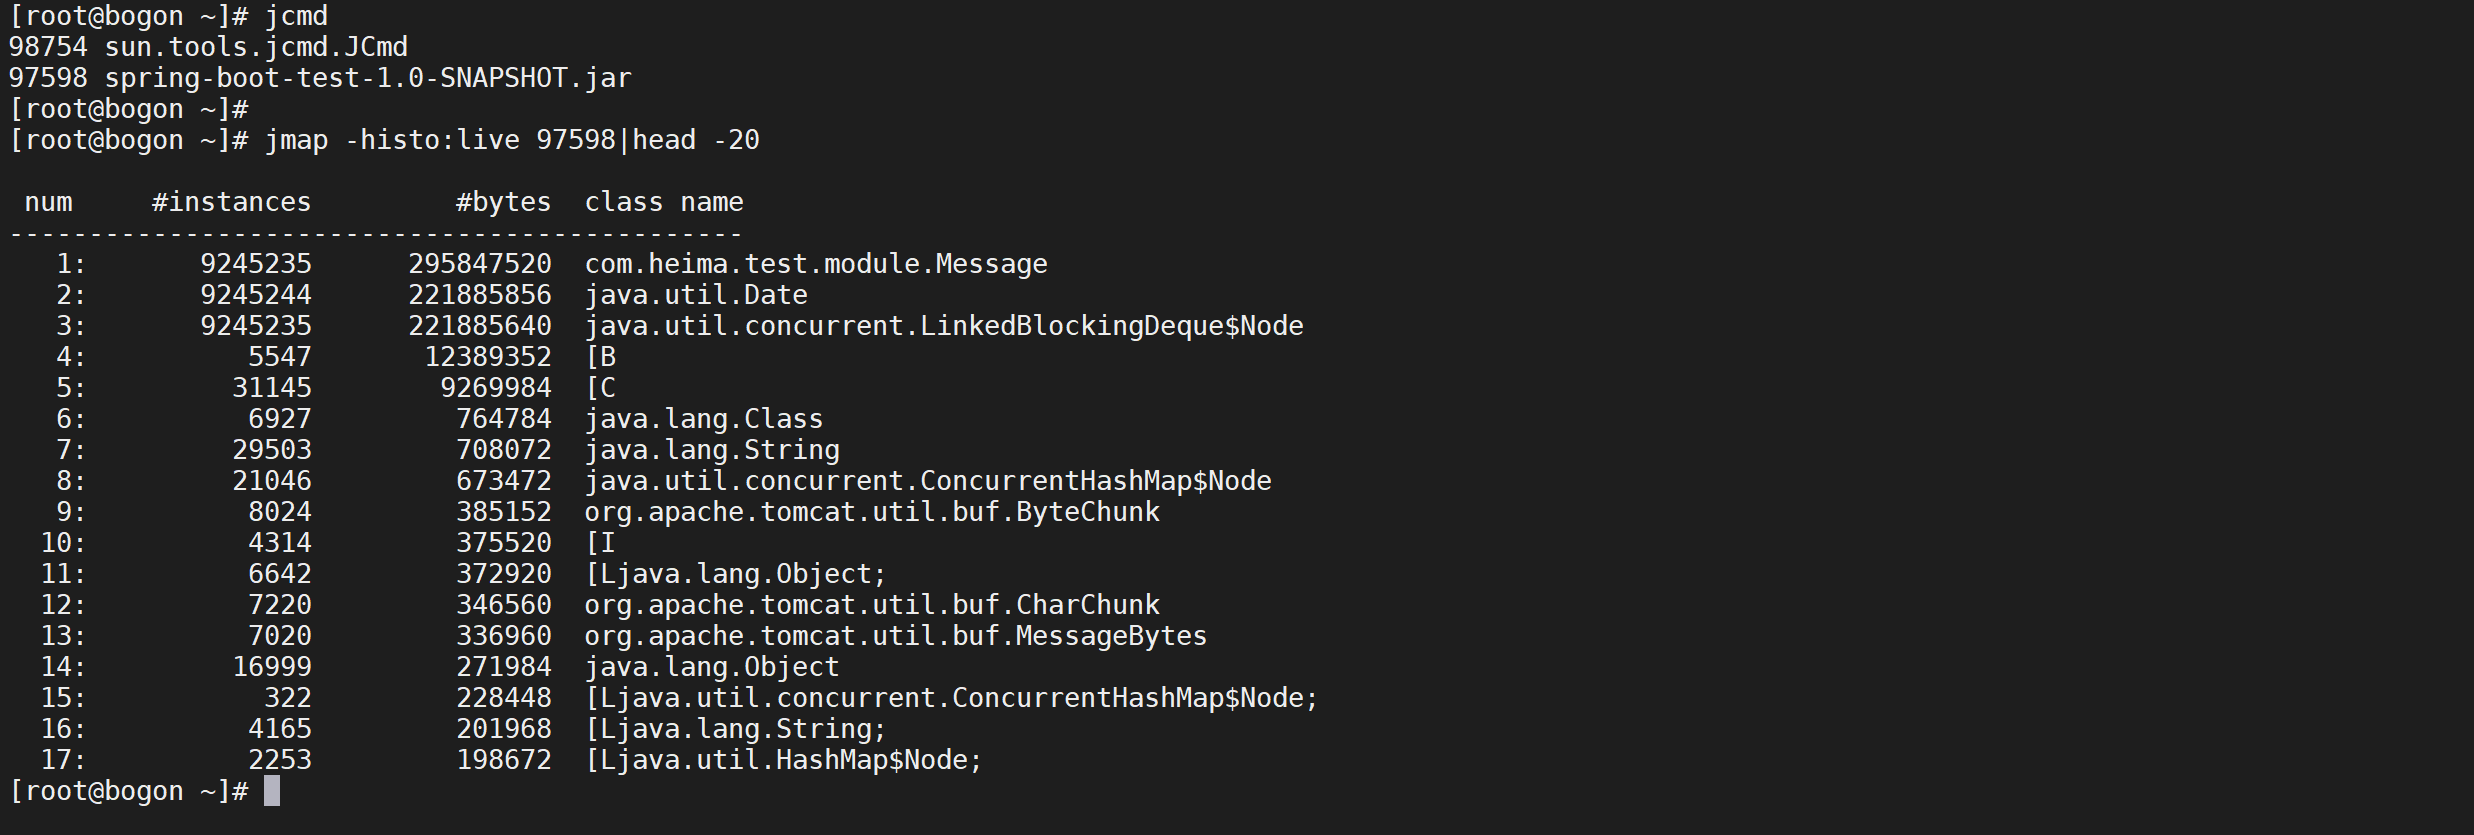 [root@bogon ~]# jcmd
98754 sun.tools.jcmd.JCmd
97598 spring-boot-test-1.0-SNAPSHOT.jar
[root@bogon ~]#
[root@bogon ~]# jmap -histo:live 97598|head -20

 num     #instances         #bytes  class name
----------------------------------------------
   1:       9245235      295847520  com.heima.test.module.Message
   2:       9245244      221885856  java.util.Date
   3:       9245235      221885640  java.util.concurrent.LinkedBlockingDeque$Node
   4:          5547       12389352  [B
   5:         31145        9269984  [C
   6:          6927         764784  java.lang.Class
   7:         29503         708072  java.lang.String
   8:         21046         673472  java.util.concurrent.ConcurrentHashMap$Node
   9:          8024         385152  org.apache.tomcat.util.buf.ByteChunk
  10:          4314         375520  [I
  11:          6642         372920  [Ljava.lang.Object;
  12:          7220         346560  org.apache.tomcat.util.buf.CharChunk
  13:          7020         336960  org.apache.tomcat.util.buf.MessageBytes
  14:         16999         271984  java.lang.Object
  15:           322         228448  [Ljava.util.concurrent.ConcurrentHashMap$Node;
  16:          4165         201968  [Ljava.lang.String;
  17:          2253         198672  [Ljava.util.HashMap$Node;
[root@bogon ~]#